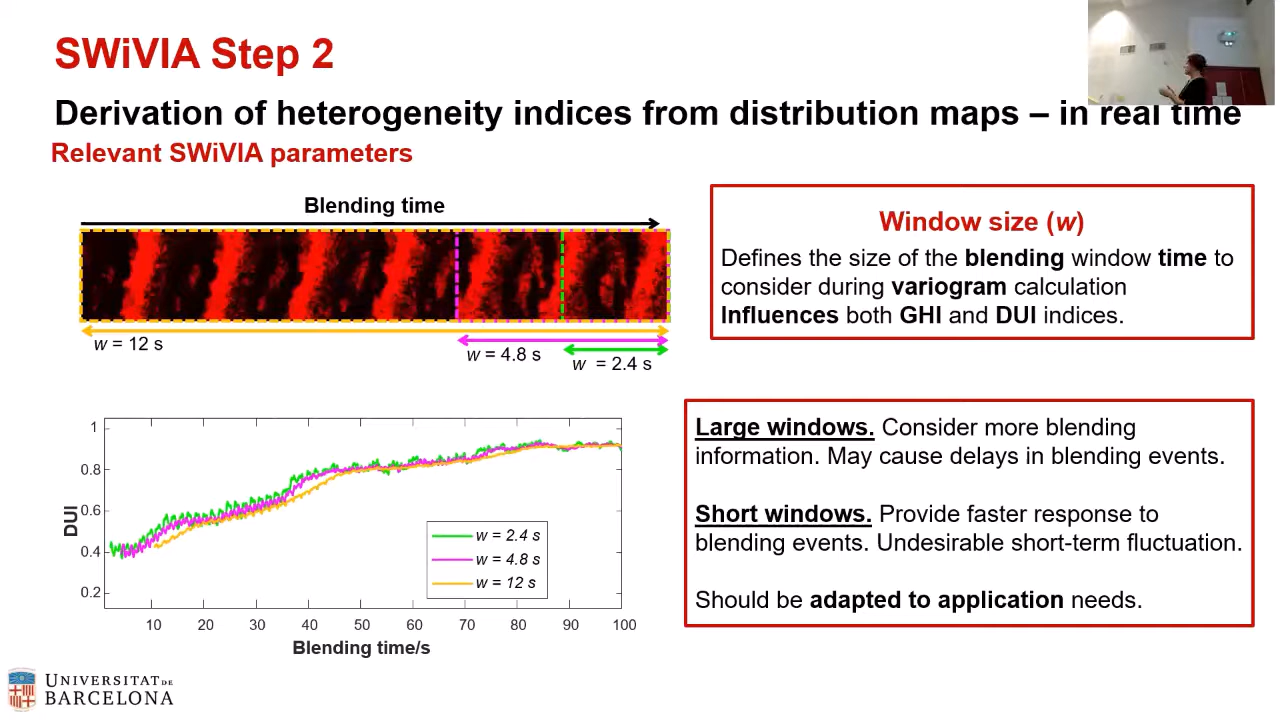 SWiVIA Step 2
Derivation of heterogeneity indices from distribution maps – in real time
Relevant SWiVIA parameters
Blending time
w = 12 s
w = 4.8 s
w = 2.4 s
Window size (w)
Defines the size of the blending window time to
consider during variogram calculation
Influences both GHI and DUI indices.
1
0.8
0.6
0.4
0.2
DUI
w = 2.4 s
w = 4.8 s
w = 12 s
10 20 30 40 50 60 70 80 90 100
Blending time/s
Large windows. Consider more blending
information. May cause delays in blending events.
Short windows. Provide faster response to
blending events. Undesirable short-term fluctuation.
Should be adapted to application needs.
UNIVERSITAT DE
BARCELONA